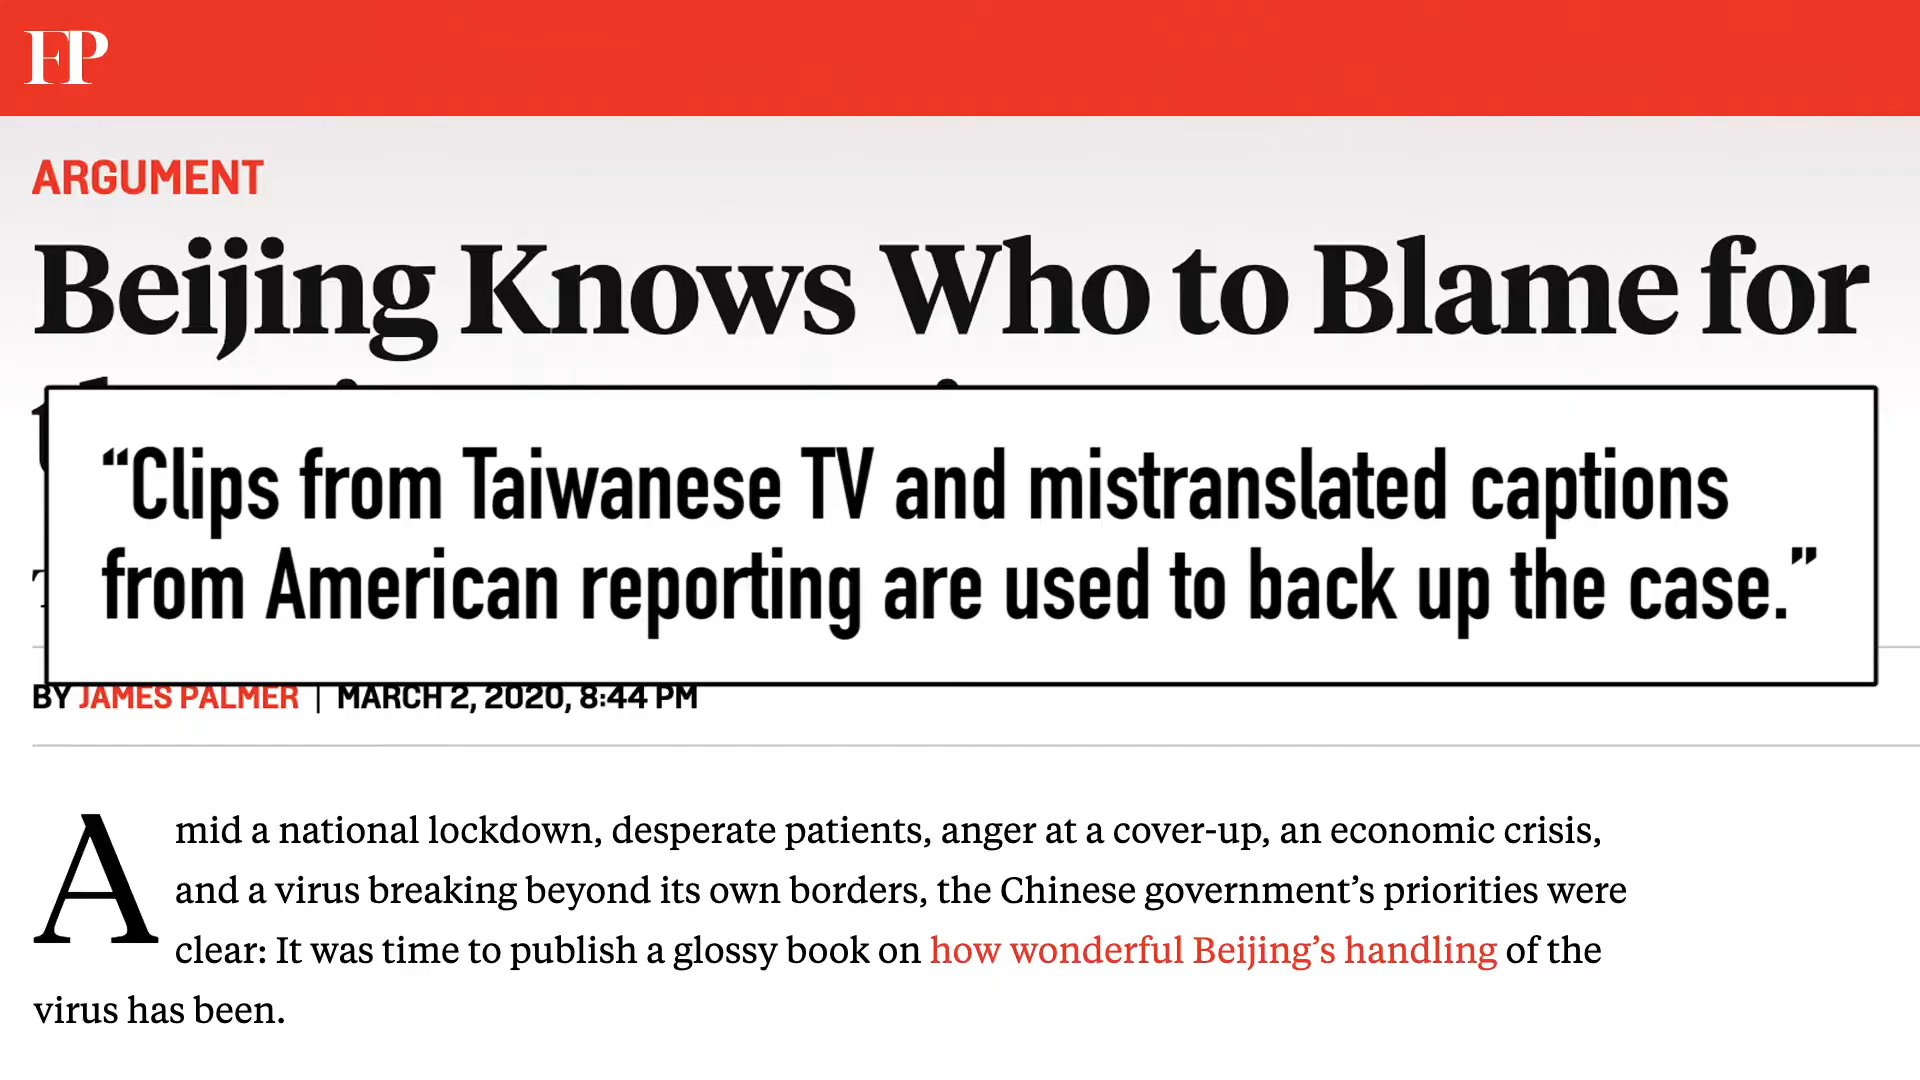 FP
ARGUMENT
Beijing Knows Who to Blame for
“Clips from Taiwanese TV and mistranslated captions
from American reporting are used to back up the case.”
BY JAMES PALMER | MARCH 2, 2020, 8:44 PM
Amid a national lockdown, desperate patients, anger at a cover-up, an economic crisis,
and a virus breaking beyond its own borders, the Chinese government’s priorities were
clear: It was time to publish a glossy book on how wonderful Beijing’s handling of the
virus has been.